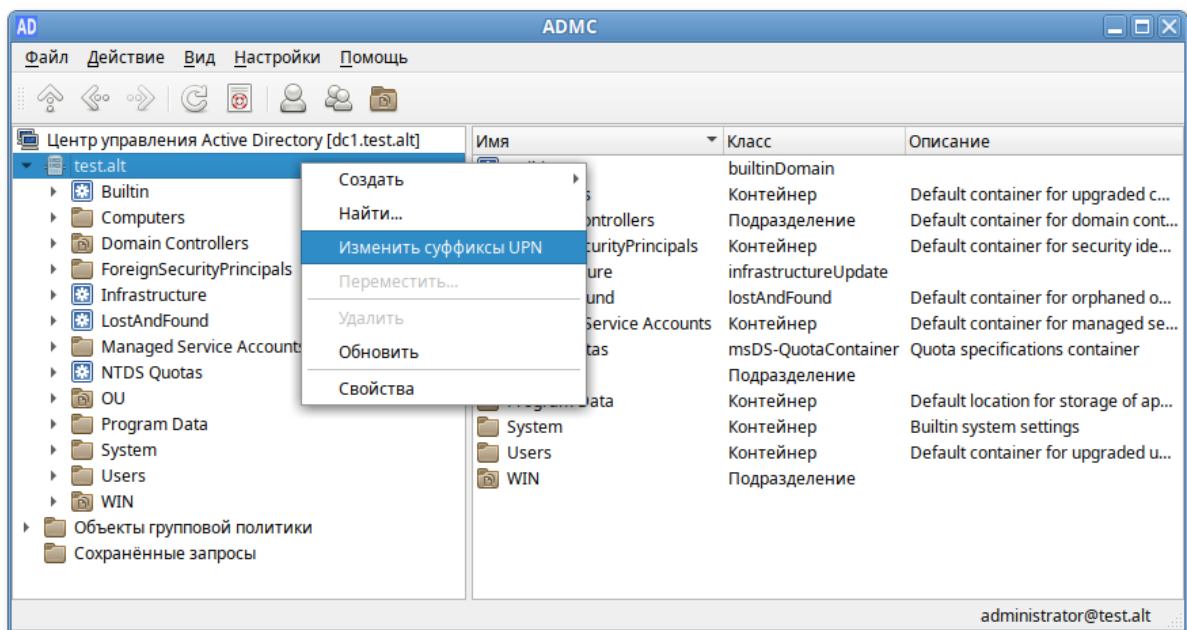 AD ADMC
Файл Действие Вид Настройки Помощь
Центр управления Active Directory [dc1.test.alt]
test.alt
Builtin
Computers
Domain Controllers
ForeignSecurityPrincipals
Infrastructure
LostAndFound
Managed Service Account
NTDS Quotas
OU
Program Data
System
Users
WIN
Объекты групповой политики
Сохранённые запросы
Создать
Найти...
Изменить суффиксы UPN
Переместить...
Удалить
Обновить
Свойства
Имя Класс Описание
builtinDomain
Контейнер Default container for upgraded c...
ontrollers Подразделение Default container for domain cont...
curityPrincipals Контейнер Default container for security ide...
ure infrastructureUpdate
und lostAndFound Default container for orphaned o...
Service Accounts Контейнер Default container for managed se...
tas msDS-QuotaContainer Quota specifications container
Подразделение
Program Data Контейнер Default location for storage of ap...
System Контейнер Builtin system settings
Users Контейнер Default container for upgraded u...
WIN Подразделение
administrator@test.alt